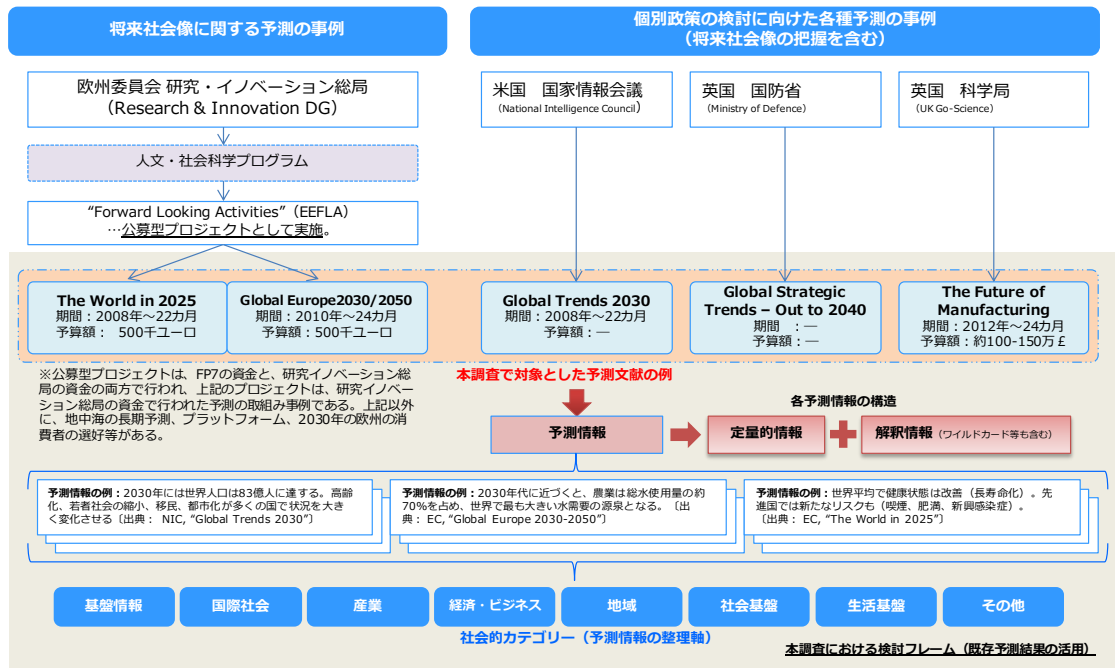 将来社会像に関する予測の事例
個別政策の検討に向けた各種予測の事例
（将来社会像の把握を含む）
欧州委員会 研究・イノベーション総局
（Research & Innovation DG）
人文・社会科学プログラム
“Forward Looking Activities”（EEFLA）
…公募型プロジェクトとして実施。
米国　国家情報会議
（National Intelligence Council）
英国　国防省
（Ministry of Defence）
英国　科学局
（UK Go-Science）
The World in 2025
期間：2008年～22カ月
予算額：　500千ユーロ
Global Europe2030/2050
期間：2010年～24カ月
予算額：500千ユーロ
Global Trends 2030
期間：2008年～22カ月
予算額：―
Global Strategic
Trends – Out to 2040
期間　：―
予算額：―
The Future of
Manufacturing
期間：2012年～24カ月
予算額：約100-150万￡
※公募型プロジェクトは、FP7の資金と、研究イノベーション総
局の資金の両方で行われ、上記のプロジェクトは、研究イノベー
ション総局の資金で行われた予測の取組み事例である。上記以外
に、地中海の長期予測、プラットフォーム、2030年の欧州の消
費者の選好等がある。
本調査で対象とした予測文献の例
各予測情報の構造
予測情報
定量的情報
解釈情報（ワイルドカード等も含む）
予測情報の例：2030年には世界人口は83億人に達する。高齢
化、若者社会の縮小、移民、都市化が多くの国で状況を大き
く変化させる〔出典： NIC, “Global Trends 2030”〕
予測情報の例：2030年代に近づくと、農業は総水使用量の約
70%を占め、世界で最も大きい水需要の源泉となる。〔出
典：EC, “Global Europe 2030-2050”〕
予測情報の例：世界平均で健康状態は改善（長寿命化）。先
進国では新たなリスクも（喫煙、肥満、新興感染症）。
〔出典：EC, “The World in 2025”〕
基盤情報
国際社会
産業
経済・ビジネス
地域
社会基盤
生活基盤
その他
社会的カテゴリー（予測情報の整理軸）
本調査における検討フレーム（既存予測結果の活用）